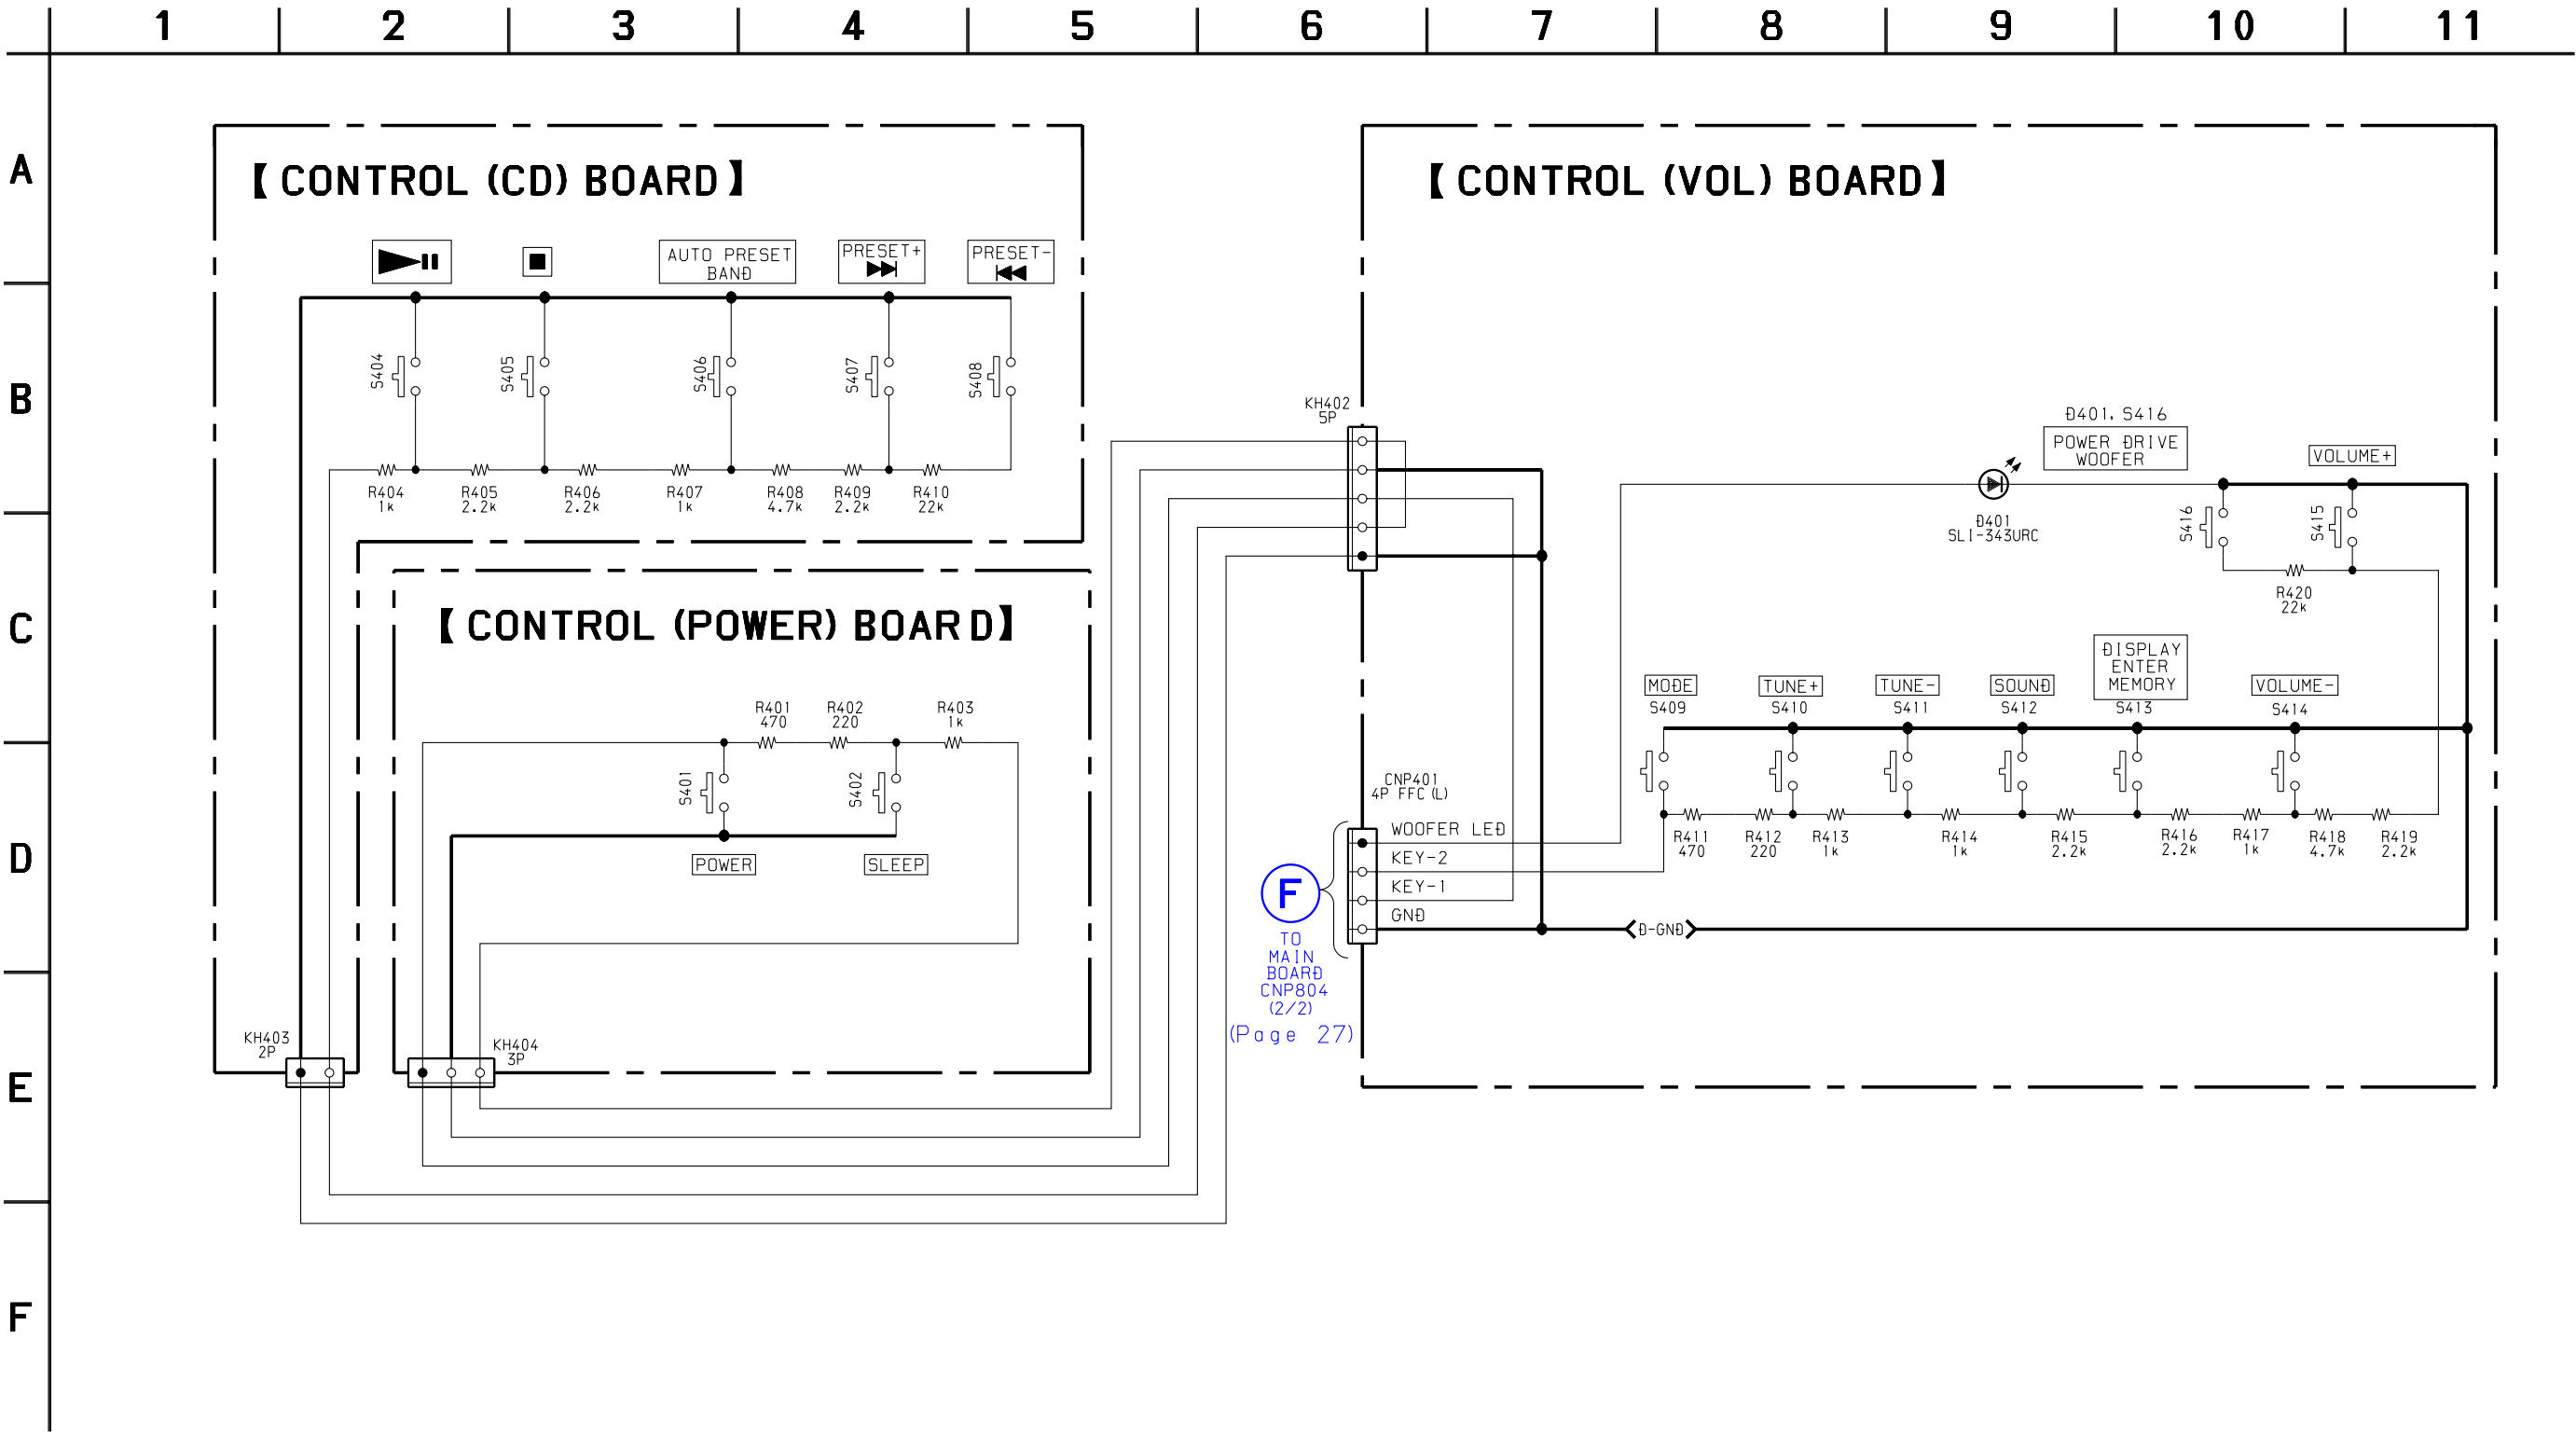 1 2 3 4 5 6 7 8 9 10 11
A
B
C
D
E
F
【CONTROL (CD) BOARD】
AUTO PRESET
BAND
PRESET+
PRESET-
S404
S405
S406
S407
S408
R404
1k
R405
2.2k
R406
2.2k
R407
1k
R408
4.7k
R409
2.2k
R410
22k
【CONTROL (POWER) BOARD】
R401
470
R402
220
R403
1k
S401
S402
POWER
SLEEP
KH403
2P
KH404
3P
【CONTROL (VOL) BOARD】
KH402
5P
D401, S416
POWER DRIVE
WOOFER
VOLUME+
D401
SLI-343URC
S416
S415
R420
22k
MODE
S409
TUNE+
S410
TUNE-
S411
SOUND
S412
DISPLAY
ENTER
MEMORY
S413
VOLUME-
S414
R411
470
R412
220
R413
1k
R414
1k
R415
2.2k
R416
2.2k
R417
1k
R418
4.7k
R419
2.2k
CNP401
4P FFC (L)
WOOFER LED
KEY-2
KEY-1
GND
D-GND
F
TO
MAIN
BOARD
CNP804
(2/2)
(Page 27)